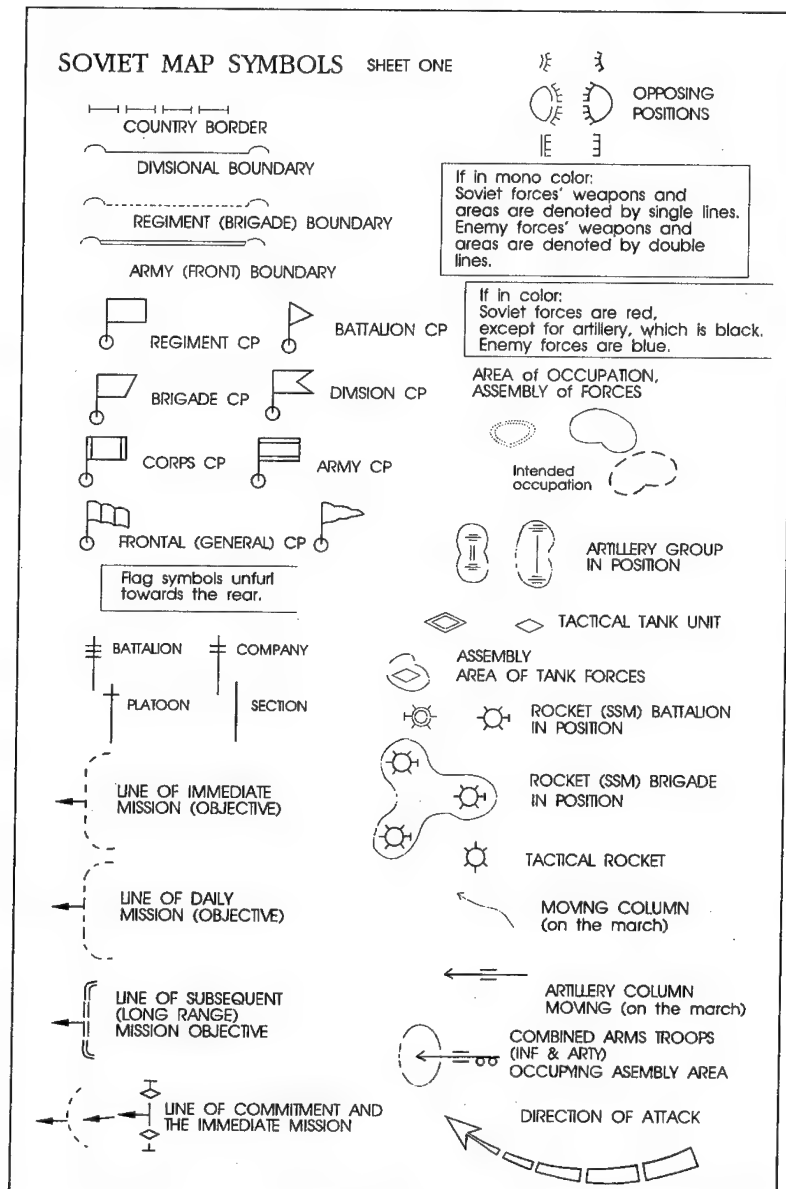 SOVIET MAP SYMBOLS SHEET ONE
COUNTRY BORDER
DIVISIONAL BOUNDARY
REGIMENT (BRIGADE) BOUNDARY
ARMY (FRONT) BOUNDARY
REGIMENT CP
BATTALION CP
BRIGADE CP
DIVSION CP
CORPS CP
ARMY CP
FRONTAL (GENERAL) CP
Flag symbols unfurl
towards the rear.
BATTALION
COMPANY
PLATOON
SECTION
LINE OF IMMEDIATE
MISSION (OBJECTIVE)
LINE OF DAILY
MISSION (OBJECTIVE)
LINE OF SUBSEQUENT
(LONG RANGE)
MISSION OBJECTIVE
LINE OF COMMITMENT AND
THE IMMEDIATE MISSION
OPPOSING
POSITIONS
If in mono color:
Soviet forces' weapons and
areas are denoted by single lines.
Enemy forces' weapons and
areas are denoted by double
lines.
If in color:
Soviet forces are red,
except for artillery, which is black.
Enemy forces are blue.
AREA of OCCUPATION,
ASSEMBLY OF FORCES
Intended
occupation
ARTILLERY GROUP
IN POSITION
TACTICAL TANK UNIT
ASSEMBLY
AREA OF TANK FORCES
ROCKET (SSM) BATTALION
IN POSITION
ROCKET (SSM) BRIGADE
IN POSITION
TACTICAL ROCKET
MOVING COLUMN
(on the march)
ARTILLERY COLUMN
MOVING (on the march)
COMBINED ARMS TROOPS
(INF & ARTY)
OCCUPYING ASEMBLY AREA
DIRECTION OF ATTACK